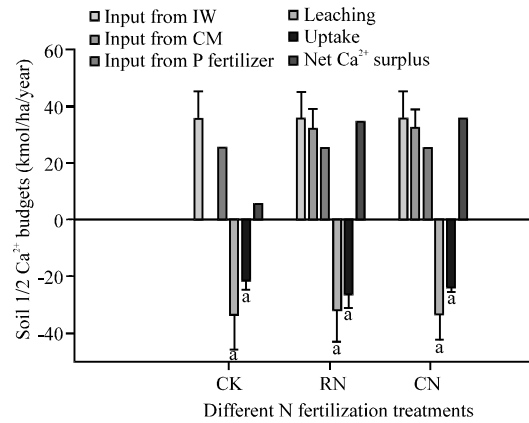 Input from IW
Input from CM
Input from P fertilizer
Leaching
Uptake
Net Ca²⁺ surplus
Soil 1/2 Ca²⁺ budgets (kmol/ha/year)
60
40
20
0
-20
-40
a
a
a
a
a
a
CK
RN
CN
Different N fertilization treatments